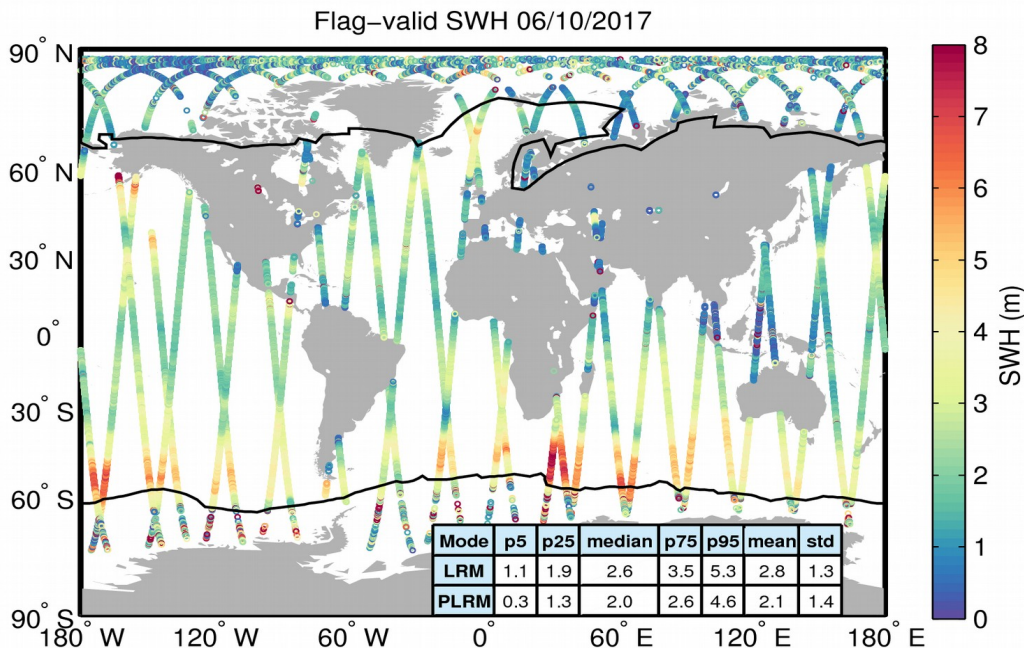 Flag−valid SWH 06/10/2017
90° N
60° N
30° N
0°
30° S
60° S
90° S
180° W
120° W
60° W
0°
60° E
120° E
180° E
8
7
6
5
4
3
2
1
0
SWH (m)
Mode p5 p25 median p75 p95 mean std
LRM 1.1 1.9 2.6 3.5 5.3 2.8 1.3
PLRM 0.3 1.3 2.0 2.6 4.6 2.1 1.4